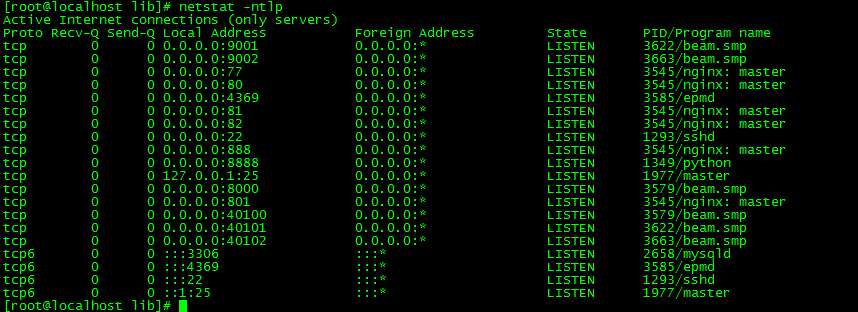 [root@localhost lib]# netstat -ntlp
Active Internet connections (only servers)
Proto Recv-Q Send-Q Local Address Foreign Address State PID/Program name
tcp 0 0 0.0.0.0:9001 0.0.0.0:* LISTEN 3622/beam.smp
tcp 0 0 0.0.0.0:9002 0.0.0.0:* LISTEN 3663/beam.smp
tcp 0 0 0.0.0.0:77 0.0.0.0:* LISTEN 3545/nginx: master
tcp 0 0 0.0.0.0:80 0.0.0.0:* LISTEN 3545/nginx: master
tcp 0 0 0.0.0.0:4369 0.0.0.0:* LISTEN 3585/epmd
tcp 0 0 0.0.0.0:81 0.0.0.0:* LISTEN 3545/nginx: master
tcp 0 0 0.0.0.0:82 0.0.0.0:* LISTEN 3545/nginx: master
tcp 0 0 0.0.0.0:22 0.0.0.0:* LISTEN 1293/sshd
tcp 0 0 0.0.0.0:888 0.0.0.0:* LISTEN 3545/nginx: master
tcp 0 0 0.0.0.0:8888 0.0.0.0:* LISTEN 1349/python
tcp 0 0 127.0.0.1:25 0.0.0.0:* LISTEN 1977/master
tcp 0 0 0.0.0.0:8000 0.0.0.0:* LISTEN 3579/beam.smp
tcp 0 0 0.0.0.0:801 0.0.0.0:* LISTEN 3545/nginx: master
tcp 0 0 0.0.0.0:40100 0.0.0.0:* LISTEN 3579/beam.smp
tcp 0 0 0.0.0.0:40101 0.0.0.0:* LISTEN 3622/beam.smp
tcp 0 0 0.0.0.0:40102 0.0.0.0:* LISTEN 3663/beam.smp
tcp6 0 0 :::3306 :::* LISTEN 2658/mysqld
tcp6 0 0 :::4369 :::* LISTEN 3585/epmd
tcp6 0 0 :::22 :::* LISTEN 1293/sshd
tcp6 0 0 ::1:25 :::* LISTEN 1977/master
[root@localhost lib]#